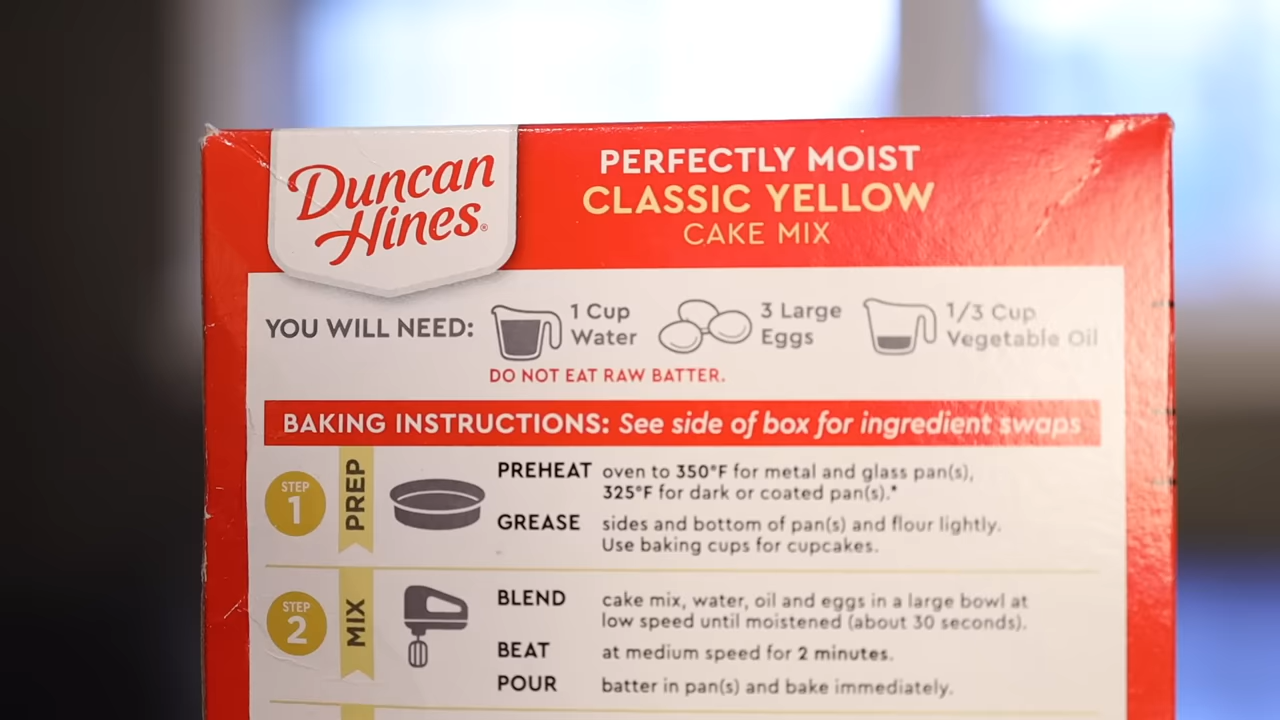 Duncan
Hines®
PERFECTLY MOIST
CLASSIC YELLOW
CAKE MIX
YOU WILL NEED:
1 Cup
Water
3 Large
Eggs
1/3 Cup
Vegetable Oil
DO NOT EAT RAW BATTER.
BAKING INSTRUCTIONS: See side of box for ingredient swaps
STEP
1
PREP
PREHEAT oven to 350°F for metal and glass pan(s),
325°F for dark or coated pan(s).*
GREASE sides and bottom of pan(s) and flour lightly.
Use baking cups for cupcakes.
STEP
2
MIX
BLEND cake mix, water, oil and eggs in a large bowl at
low speed until moistened (about 30 seconds).
BEAT at medium speed for 2 minutes.
POUR batter in pan(s) and bake immediately.